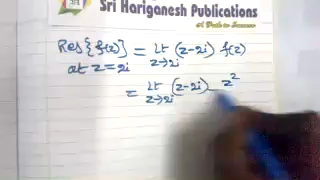 Sri Hariganesh Publications
A Path to Success
Res{f(z)} = lt (z-2i) f(z)
at z=2i z→2i
= lt (z-2i) z²
z→2i